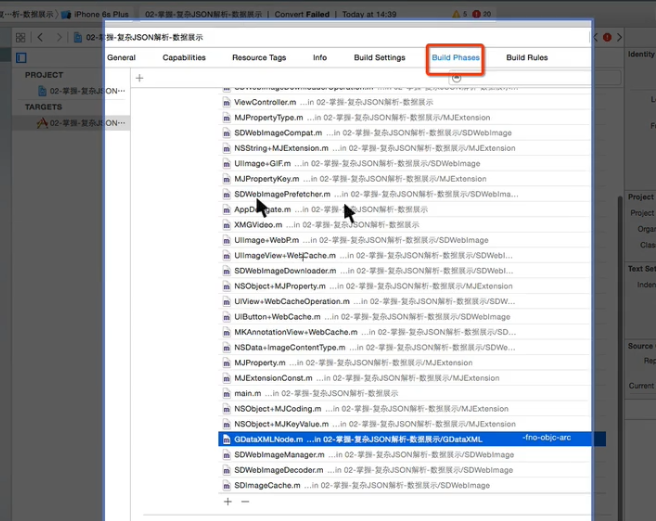 iPhone 6s Plus
02-掌握-复杂JSON解析-数据展示 | Convert Failed | Today at 14:39
5
20
02-掌握-复杂JSON解析-数据展示
General Capabilities Resource Tags Info Build Settings Build Phases Build Rules
Identity
PROJECT
02-掌握-复杂JSON…
TARGETS
02-掌握-复杂JSON…
ViewController.m …in 02-掌握-复杂JSON解析-数据展示
MJPropertyType.m …in 02-掌握-复杂JSON解析-数据展示/MJExtension
SDWebImageCompat.m …in 02-掌握-复杂JSON解析-数据展示/SDWebImage
NSString+MJExtension.m …in 02-掌握-复杂JSON解析-数据展示/MJExtension
UIImage+GIF.m …in 02-掌握-复杂JSON解析-数据展示/SDWebImage
MJPropertyKey.m …in 02-掌握-复杂JSON解析-数据展示/MJExtension
SDWebImagePrefetcher.m …in 02-掌握-复杂JSON解析-数据展示/SDWebIma…
AppDelegate.m …in 02-掌握-复杂JSON解析-数据展示
XMGVideo.m …in 02-掌握-复杂JSON解析-数据展示
UIImage+WebP.m …in 02-掌握-复杂JSON解析-数据展示/SDWebImage
UIImageView+WebCache.m …in 02-掌握-复杂JSON解析-数据展示/SDWebI…
SDWebImageDownloader.m …in 02-掌握-复杂JSON解析-数据展示/SDWebI…
NSObject+MJProperty.m …in 02-掌握-复杂JSON解析-数据展示/MJExtension
UIView+WebCacheOperation.m …in 02-掌握-复杂JSON解析-数据展示/SDW…
UIButton+WebCache.m …in 02-掌握-复杂JSON解析-数据展示/SDWebImage
MKAnnotationView+WebCache.m …in 02-掌握-复杂JSON解析-数据展示/SD…
NSData+ImageContentType.m …in 02-掌握-复杂JSON解析-数据展示/SDWe…
MJProperty.m …in 02-掌握-复杂JSON解析-数据展示/MJExtension
MJExtensionConst.m …in 02-掌握-复杂JSON解析-数据展示/MJExtension
main.m …in 02-掌握-复杂JSON解析-数据展示
NSObject+MJCoding.m …in 02-掌握-复杂JSON解析-数据展示/MJExtension
NSObject+MJKeyValue.m …in 02-掌握-复杂JSON解析-数据展示/MJExtension
GDataXMLNode.m …in 02-掌握-复杂JSON解析-数据展示/GDataXML -fno-objc-arc
SDWebImageManager.m …in 02-掌握-复杂JSON解析-数据展示/SDWebImage
SDWebImageDecoder.m …in 02-掌握-复杂JSON解析-数据展示/SDWebImage
SDImageCache.m …in 02-掌握-复杂JSON解析-数据展示/SDWebImage
Project
Project
Organ
Clas
Text Set
Inden
Source
Rep
Current